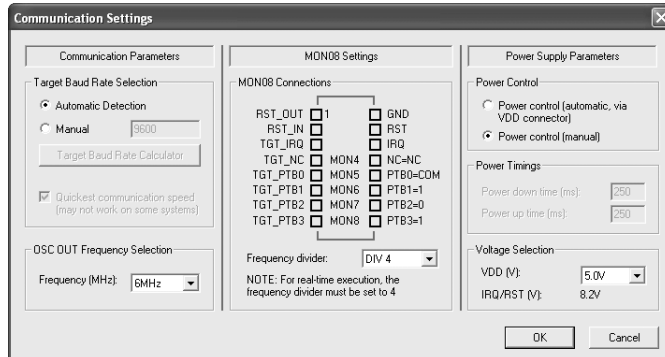 Communication Settings
Communication Parameters
Target Baud Rate Selection
Automatic Detection
Manual 9600
Target Baud Rate Calculator
Quickest communication speed
(may not work on some systems)
OSC OUT Frequency Selection
Frequency (MHz): 6MHz
MON08 Settings
MON08 Connections
RST_OUT 1 GND
RST_IN RST
TGT_IRQ IRQ
TGT_NC MON4 NC=NC
TGT_PTB0 MON5 PTB0=COM
TGT_PTB1 MON6 PTB1=1
TGT_PTB2 MON7 PTB2=0
TGT_PTB3 MON8 PTB3=1
Frequency divider: DIV 4
NOTE: For real-time execution, the
frequency divider must be set to 4
Power Supply Parameters
Power Control
Power control (automatic, via
VDD connector)
Power control (manual)
Power Timings
Power down time (ms): 250
Power up time (ms): 250
Voltage Selection
VDD (V): 5.0V
IRQ/RST (V): 8.2V
OK Cancel